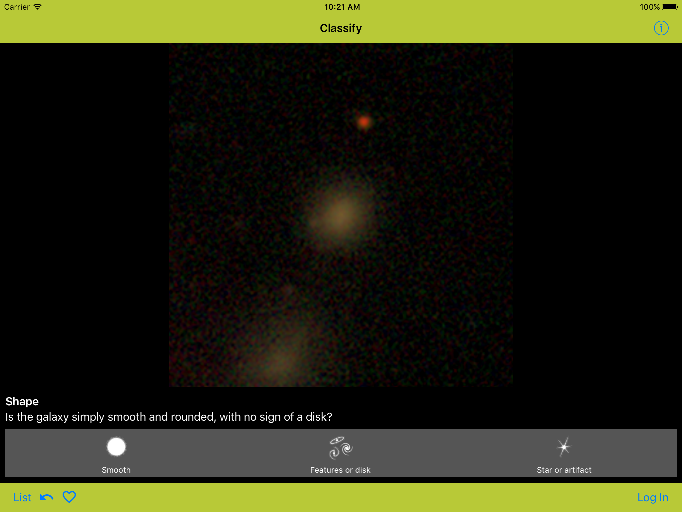 Carrier 10:21 AM 100%
Classify
Shape
Is the galaxy simply smooth and rounded, with no sign of a disk?
Smooth Features or disk Star or artifact
List Log In